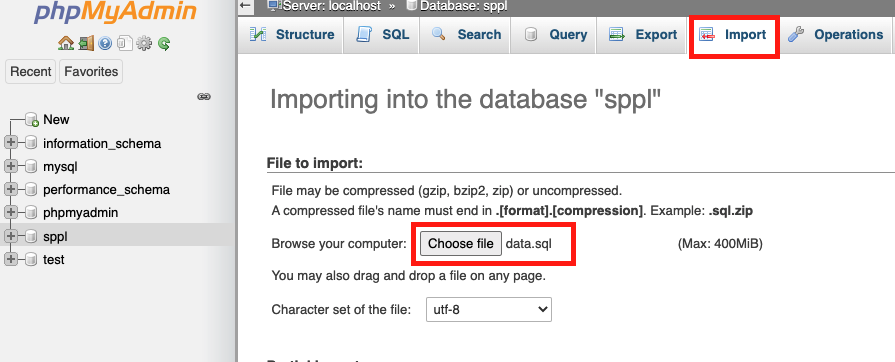 phpMyAdmin
Recent Favorites
New
information_schema
mysql
performance_schema
phpmyadmin
sppl
test
Server: localhost » Database: sppl
Structure SQL Search Query Export Import Operations
Importing into the database "sppl"
File to import:
File may be compressed (gzip, bzip2, zip) or uncompressed.
A compressed file's name must end in .[format].[compression]. Example: .sql.zip
Browse your computer: Choose file data.sql (Max: 400MiB)
You may also drag and drop a file on any page.
Character set of the file: utf-8